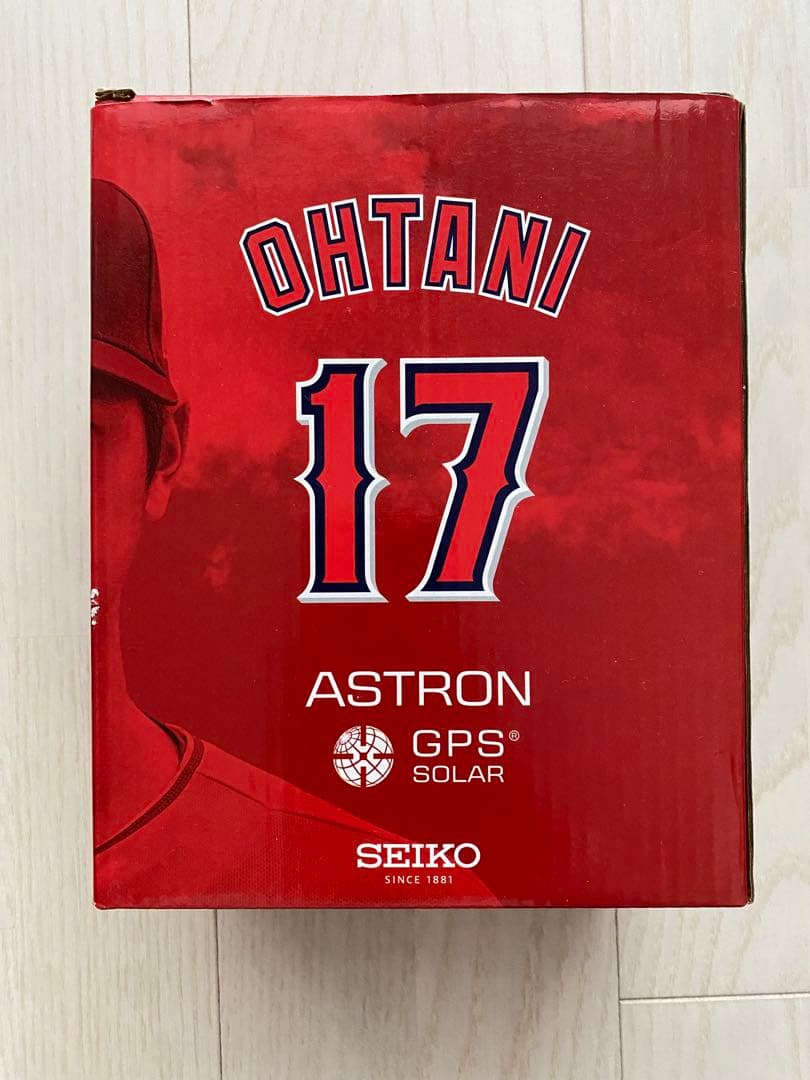 OHTANI
17
ASTRON
GPS®
SOLAR
SEIKO
SINCE 1881